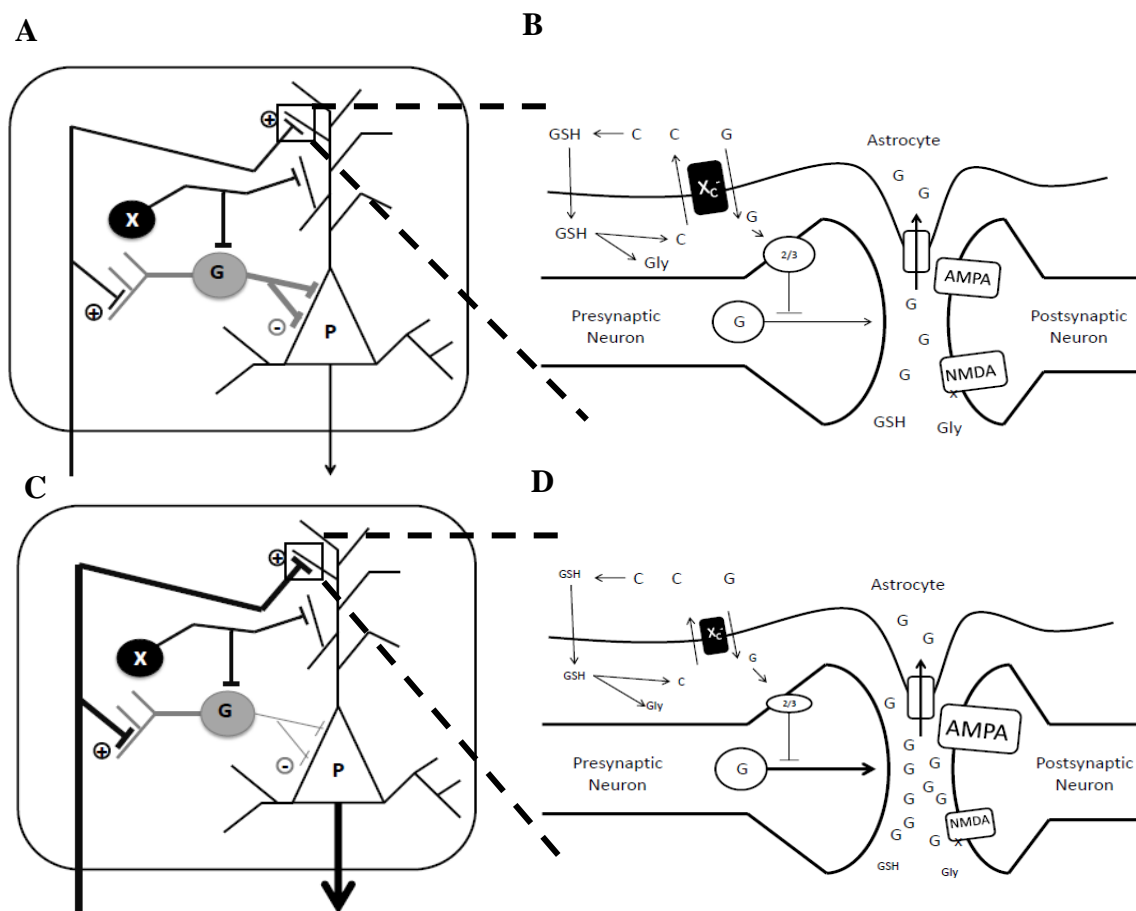 A
B
+
X
G
+
-
P
GSH C C G
Astrocyte
G
G
Xc-
G
GSH C
Gly
2/3
AMPA
G
Presynaptic
Neuron
G
G
G
Postsynaptic
Neuron
NMDA
x
GSH Gly
C
D
+
X
G
+
-
P
GSH C C G
Astrocyte
G
G
Xc-
G
GSH C
Gly
2/3
G
AMPA
G
G
Presynaptic
Neuron
G
G
G
G
G
G
G
G
Postsynaptic
Neuron
NMDA
x
GSH Gly